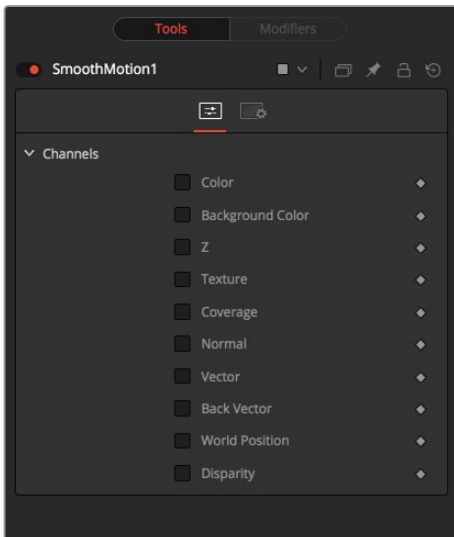 Tools
Modifiers
SmoothMotion1
Channels
Color
Background Color
Z
Texture
Coverage
Normal
Vector
Back Vector
World Position
Disparity